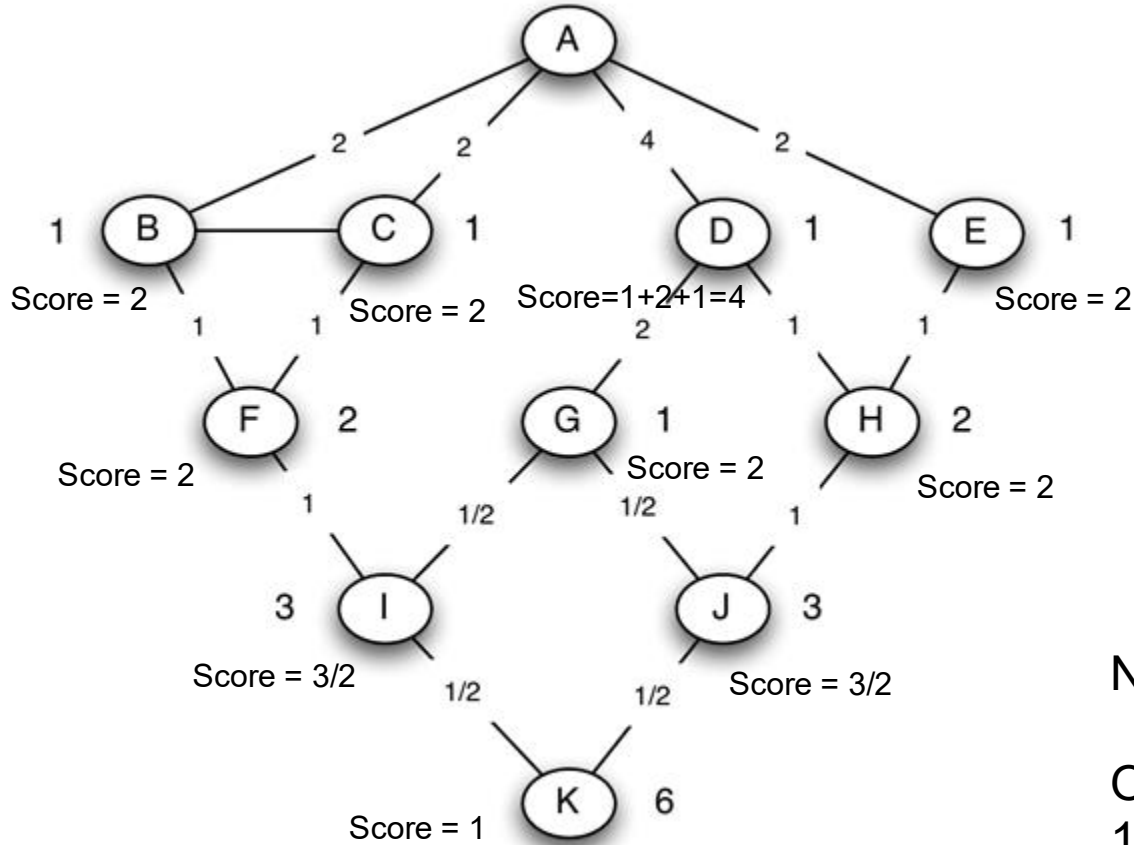 A
2 2 4 2
1 B C 1 D 1 E 1
Score = 2 Score = 2 Score=1+2+1=4 Score = 2
1 1 2 1 1
F 2 G 1 H 2
Score = 2 Score = 2 Score = 2
1 1/2 1/2 1
3 I J 3
Score = 3/2 Score = 3/2
N
1/2 1/2
C
K 6
Score = 1
1